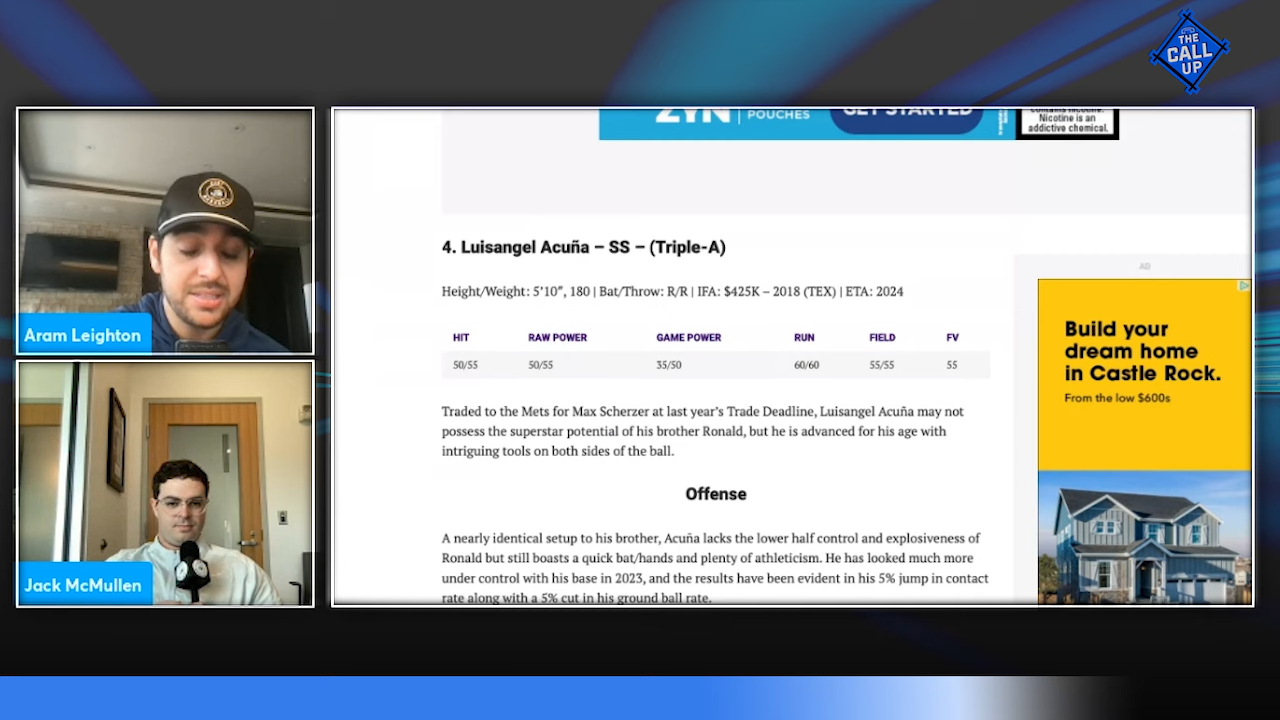 THE
CALL
UP
ZYN
POUCHES
GET STARTED
contains nicotine.
Nicotine is an
addictive chemical.
4. Luisangel Acuña – SS – (Triple-A)
Height/Weight: 5’10″, 180 | Bat/Throw: R/R | IFA: $425K – 2018 (TEX) | ETA: 2024
HIT RAW POWER GAME POWER RUN FIELD FV
50/55 50/55 35/50 60/60 55/55 55
Traded to the Mets for Max Scherzer at last year’s Trade Deadline, Luisangel Acuña may not
possess the superstar potential of his brother Ronald, but he is advanced for his age with
intriguing tools on both sides of the ball.
Offense
A nearly identical setup to his brother, Acuña lacks the lower half control and explosiveness of
Ronald but still boasts a quick bat/hands and plenty of athleticism. He has looked much more
under control with his base in 2023, and the results have been evident in his 5% jump in contact
rate along with a 5% cut in his ground ball rate.
AD
Build your
dream home
in Castle Rock.
From the low $600s
Aram Leighton
Jack McMullen